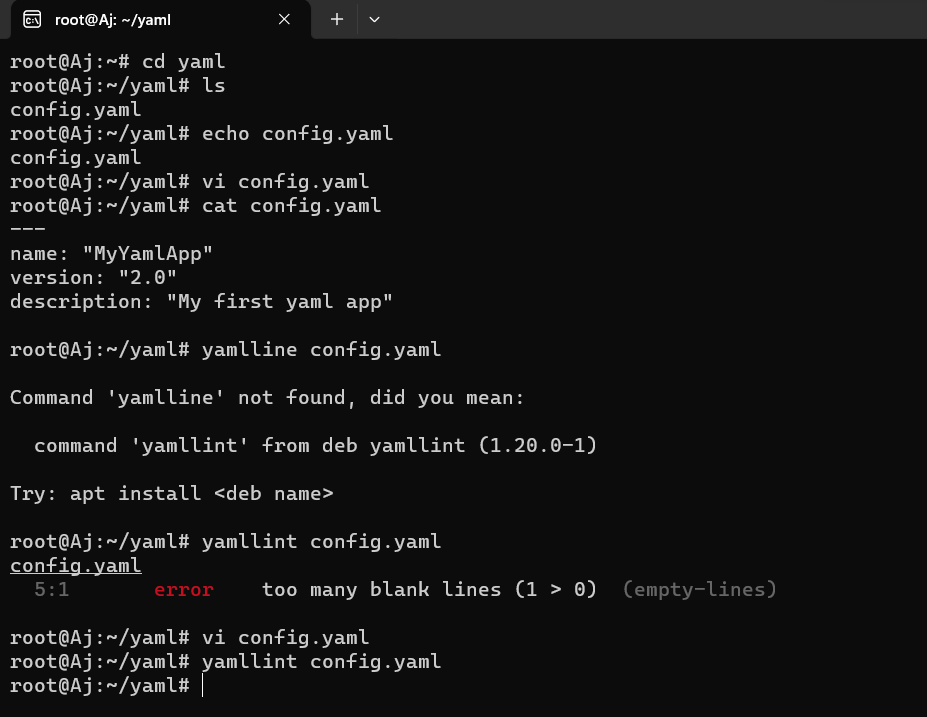 root@Aj: ~/yaml
root@Aj:~# cd yaml
root@Aj:~/yaml# ls
config.yaml
root@Aj:~/yaml# echo config.yaml
config.yaml
root@Aj:~/yaml# vi config.yaml
root@Aj:~/yaml# cat config.yaml
---
name: "MyYamlApp"
version: "2.0"
description: "My first yaml app"

root@Aj:~/yaml# yamlline config.yaml

Command 'yamlline' not found, did you mean:

  command 'yamllint' from deb yamllint (1.20.0-1)

Try: apt install <deb name>

root@Aj:~/yaml# yamllint config.yaml
config.yaml
  5:1       error    too many blank lines (1 > 0)  (empty-lines)

root@Aj:~/yaml# vi config.yaml
root@Aj:~/yaml# yamllint config.yaml
root@Aj:~/yaml#